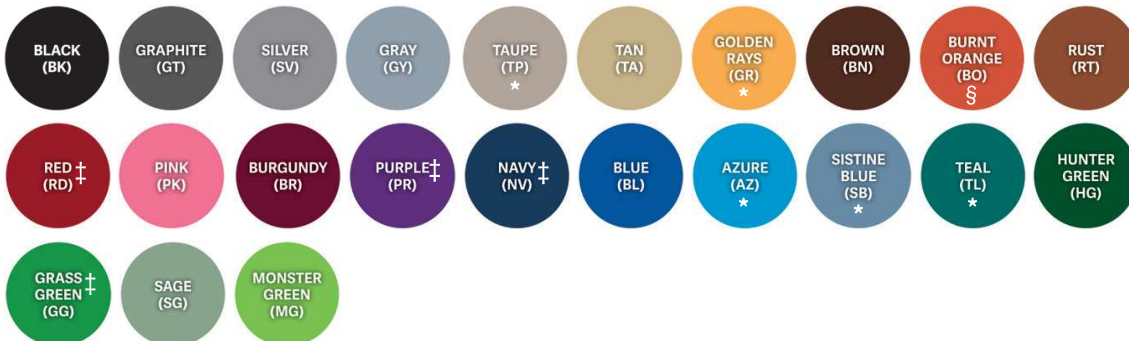 BLACK
(BK)
GRAPHITE
(GT)
SILVER
(SV)
GRAY
(GY)
TAUPE
(TP)
*
TAN
(TA)
GOLDEN
RAYS
(GR)
*
BROWN
(BN)
BURNT
ORANGE
(BO)
§
RUST
(RT)
RED‡
(RD)
PINK
(PK)
BURGUNDY
(BR)
PURPLE‡
(PR)
NAVY‡
(NV)
BLUE
(BL)
AZURE
(AZ)
*
SISTINE
BLUE
(SB)
*
TEAL
(TL)
*
HUNTER
GREEN
(HG)
GRASS‡
GREEN
(GG)
SAGE
(SG)
MONSTER
GREEN
(MG)